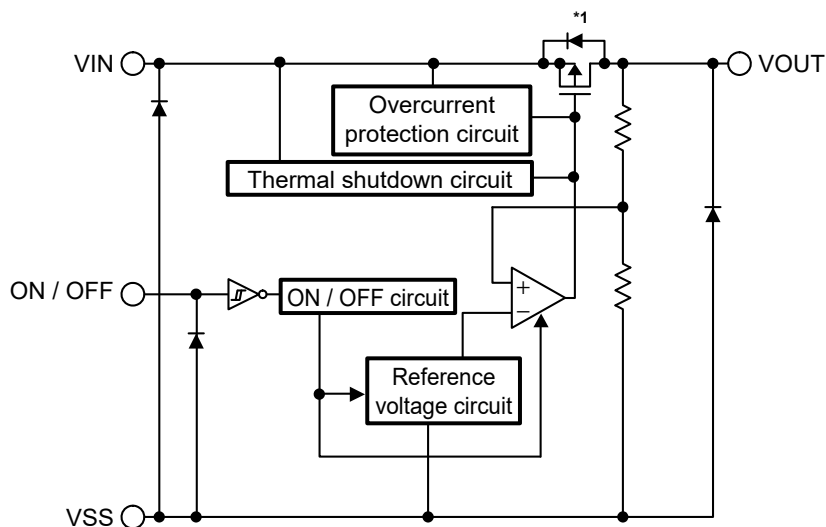 *1
VIN
VOUT
Overcurrent
protection circuit
Thermal shutdown circuit
ON / OFF
ON / OFF circuit
+
−
Reference
voltage circuit
VSS